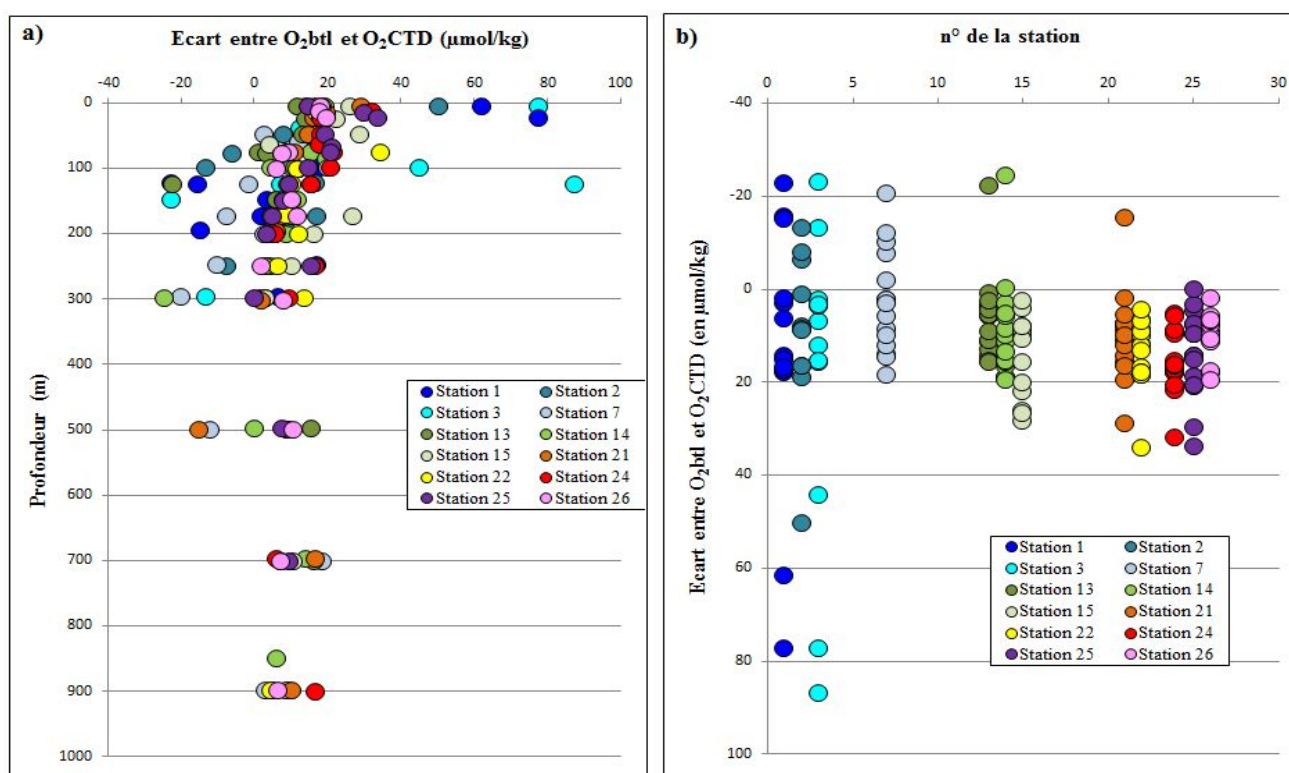 a)
Ecart entre O₂btl et O₂CTD (µmol/kg)
-40 -20 0 20 40 60 80 100
0
100
200
300
400
500
600
700
800
900
1000
Profondeur (m)
Station 1 Station 2
Station 3 Station 7
Station 13 Station 14
Station 15 Station 21
Station 22 Station 24
Station 25 Station 26
b)
n° de la station
0 5 10 15 20 25 30
-40
-20
0
20
40
60
80
100
Ecart entre O₂btl et O₂CTD (en µmol/kg)
Station 1 Station 2
Station 3 Station 7
Station 13 Station 14
Station 15 Station 21
Station 22 Station 24
Station 25 Station 26